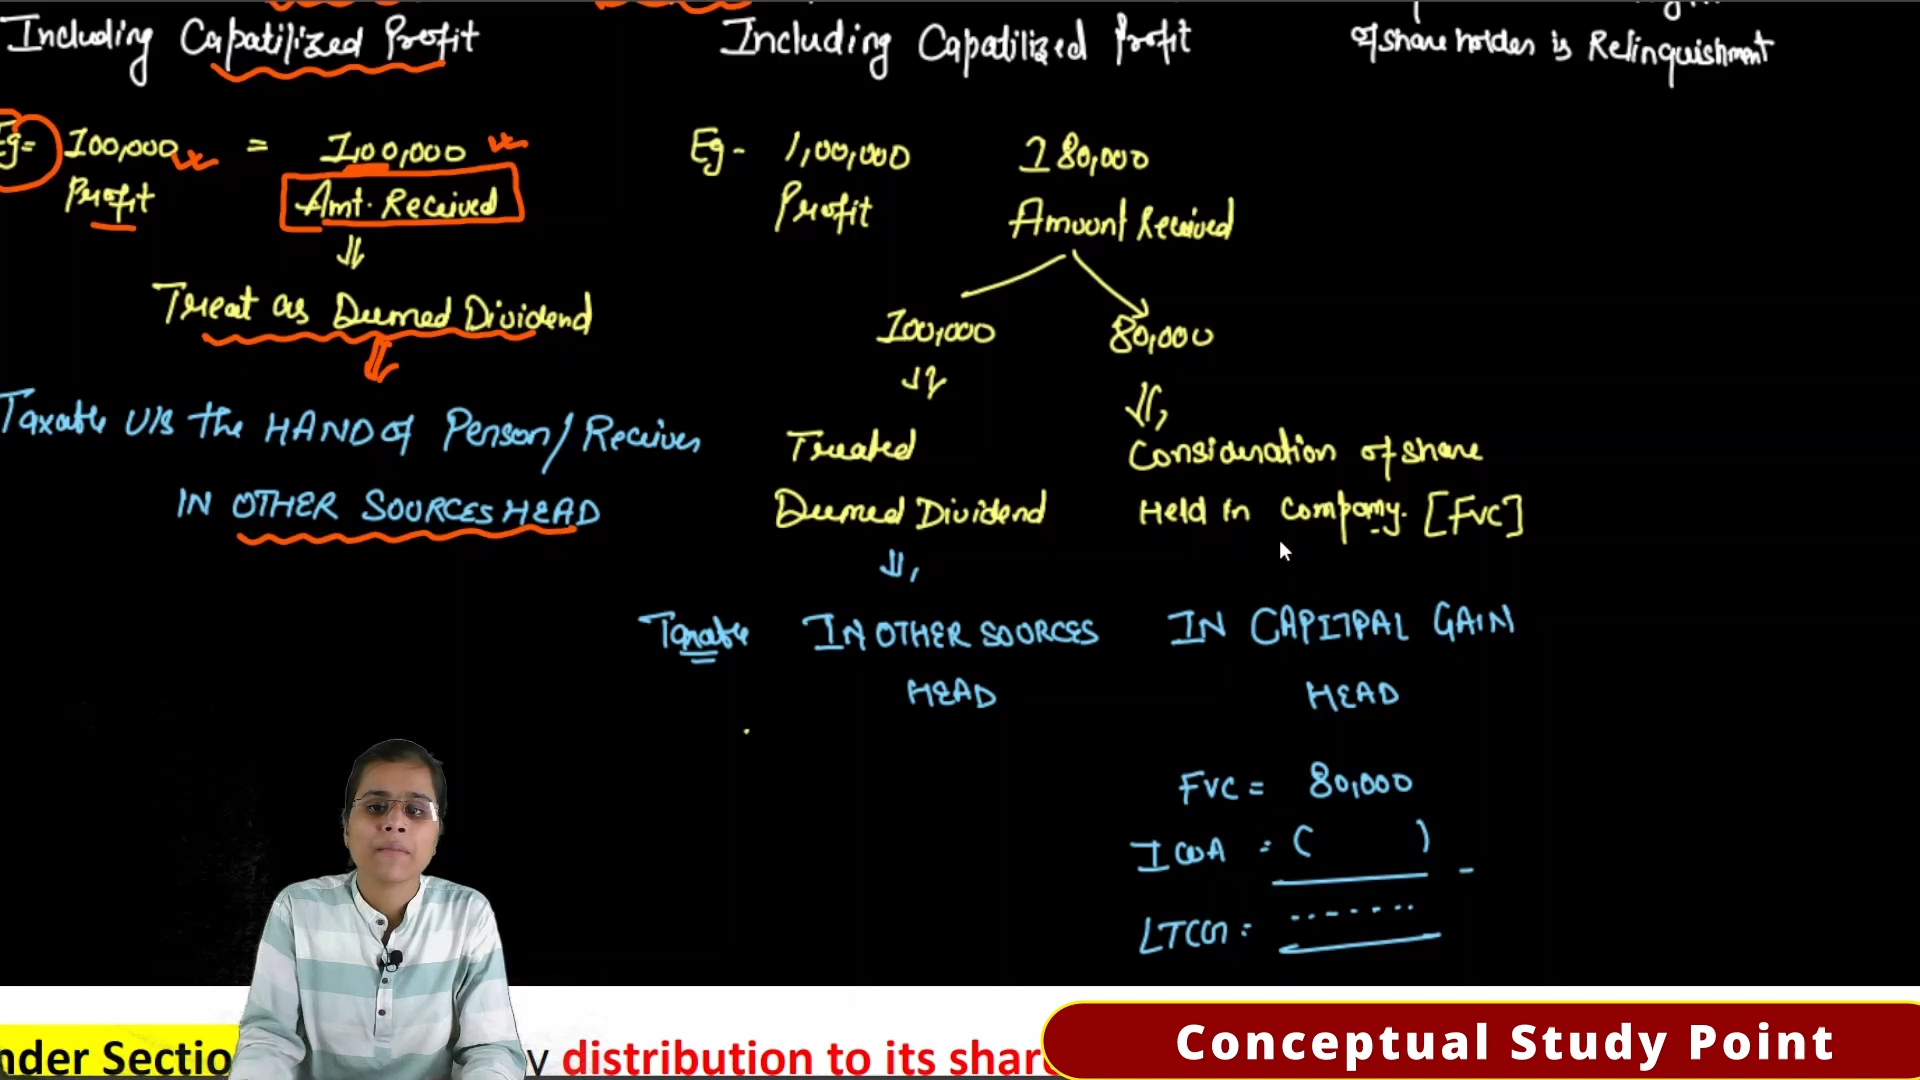 Including Capatilized Profit
Including Capatilized Profit
of share holder is Relinquishment
Eg= 100,000 = 1,00,000
Profit Amt. Received
Treat as Deemed Dividend
Taxable U/s the HAND of Person/Receiver
IN OTHER SOURCES HEAD
Eg- 1,00,000 180,000
Profit Amount Received
100,000 80,000
Treated Consideration of share
Deemed Dividend Held in Company. [FVC]
Taxable IN OTHER SOURCES IN CAPITPAL GAIN
HEAD HEAD
FVC = 80,000
ICOA = ( )
LTCG =
nder Sectio y distribution to its shar
Conceptual Study Point